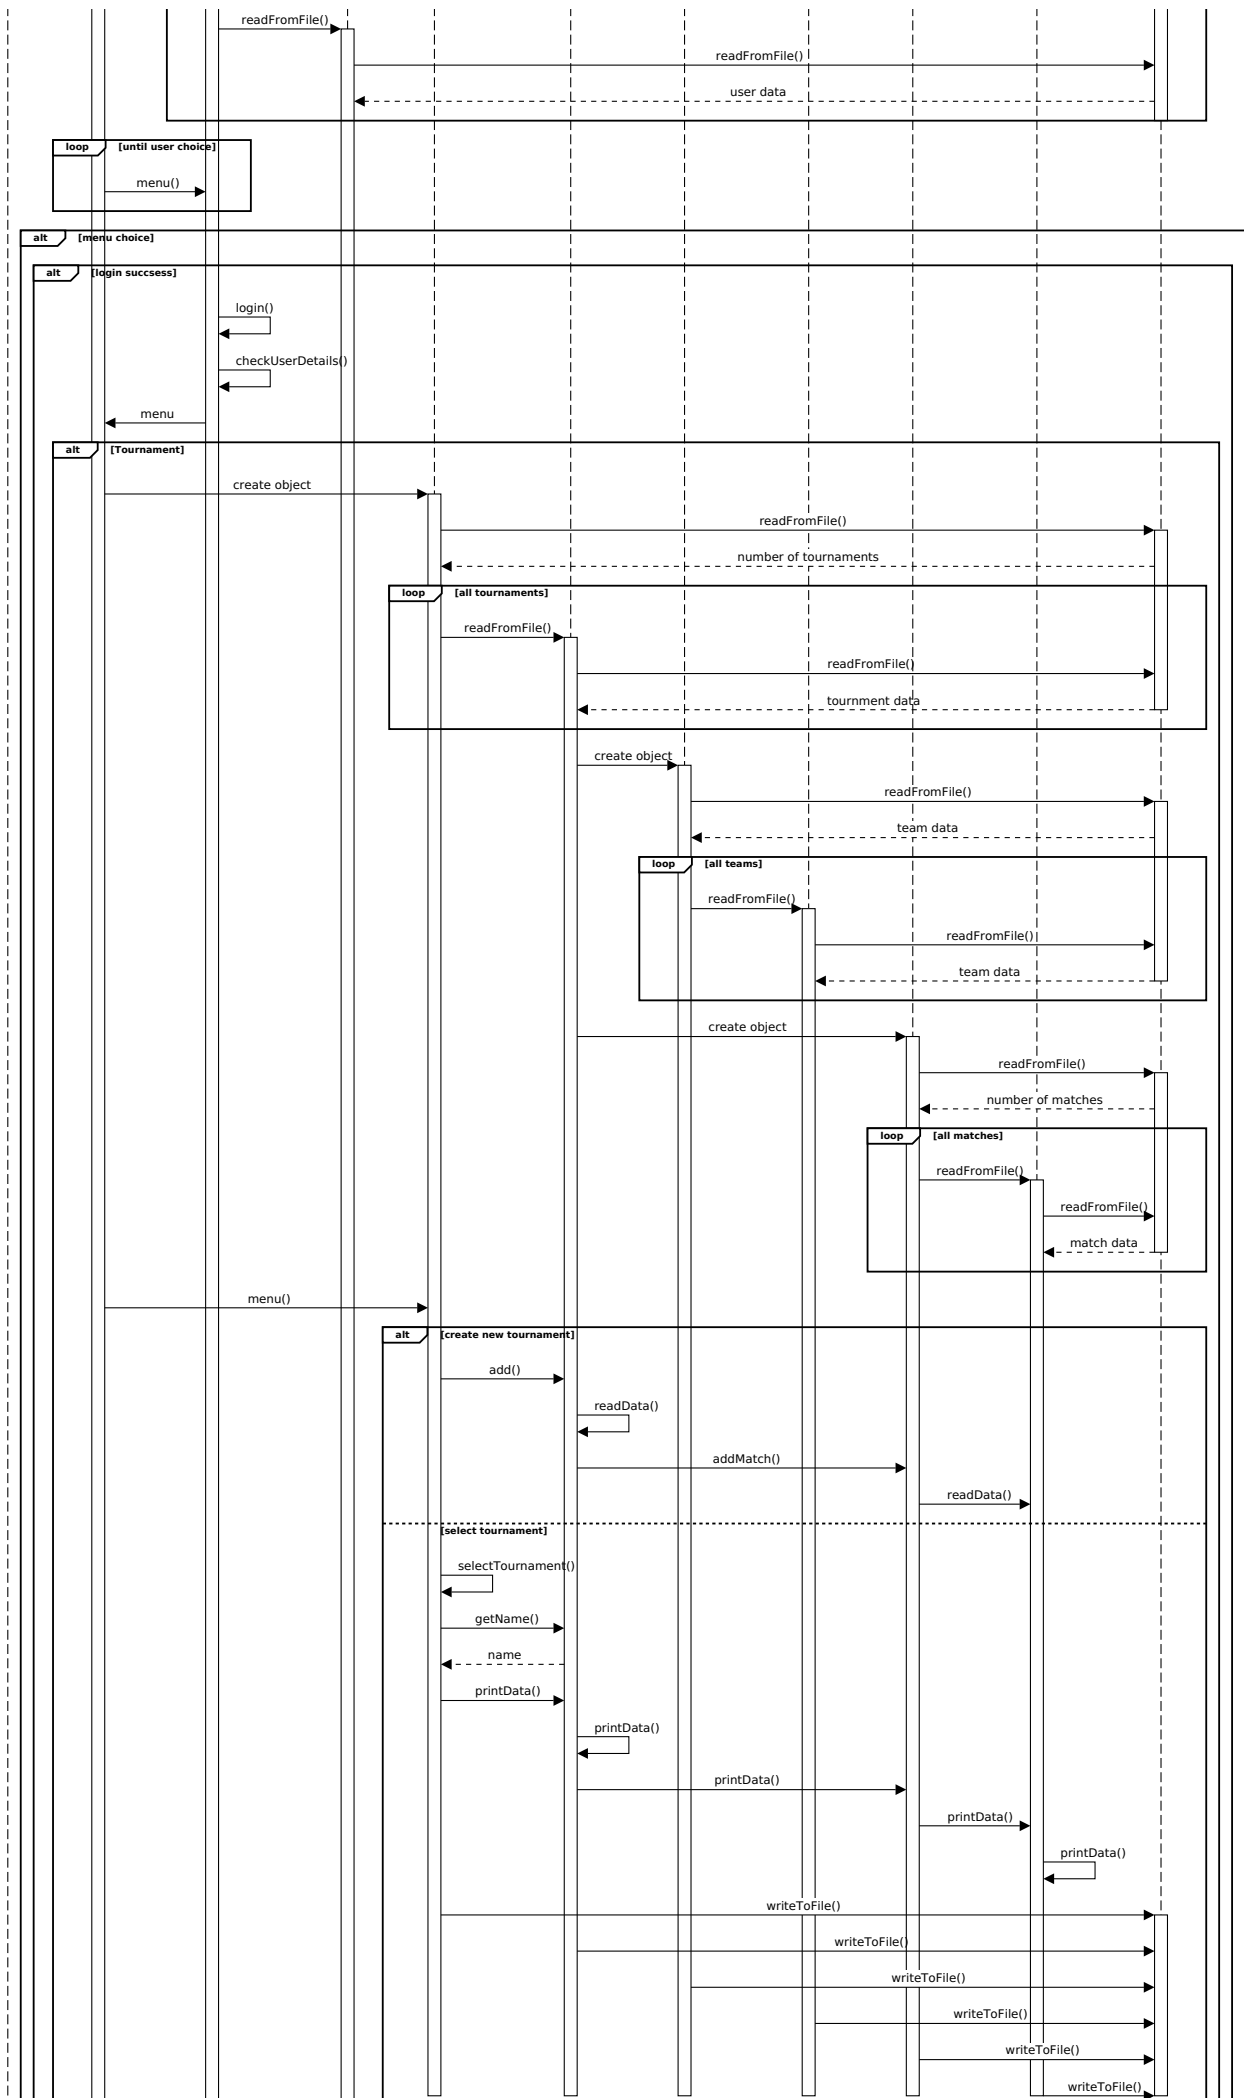 readFromFile()
readFromFile()
user data
loop [until user choice]
menu()
alt [menu choice]
alt [login succsess]
login()
checkUserDetails()
menu
alt [Tournament]
create object
readFromFile()
number of tournaments
loop [all tournaments]
readFromFile()
readFromFile()
tournment data
create object
readFromFile()
team data
loop [all teams]
readFromFile()
readFromFile()
team data
create object
readFromFile()
number of matches
loop [all matches]
readFromFile()
readFromFile()
match data
menu()
alt [create new tournament]
add()
readData()
addMatch()
readData()
[select tournament]
selectTournament()
getName()
name
printData()
printData()
printData()
printData()
printData()
writeToFile()
writeToFile()
writeToFile()
writeToFile()
writeToFile()
writeToFile()